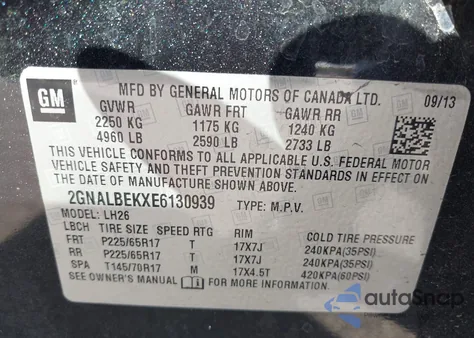 GM
MFD BY GENERAL MOTORS OF CANADA LTD.
09/13
GVWR GAWR FRT GAWR RR
2250 KG 1175 KG 1240 KG
4960 LB 2590 LB 2733 LB
THIS VEHICLE CONFORMS TO ALL APPLICABLE U.S. FEDERAL MOTOR
VEHICLE SAFETY AND THEFT PREVENTION STANDARDS IN EFFECT ON
THE DATE OF MANUFACTURE SHOWN ABOVE.
2GNALBEKXE6130939 TYPE: M.P.V.
MODEL: LH26
LBCH TIRE SIZE SPEED RTG RIM COLD TIRE PRESSURE
FRT P225/65R17 T 17X7J 240KPA(35PSI)
RR P225/65R17 T 17X7J 240KPA(35PSI)
SPA T145/70R17 M 17X4.5T 420KPA(60PSI)
SEE OWNER'S MANUAL FOR MORE INFORMATION.
autoSnap